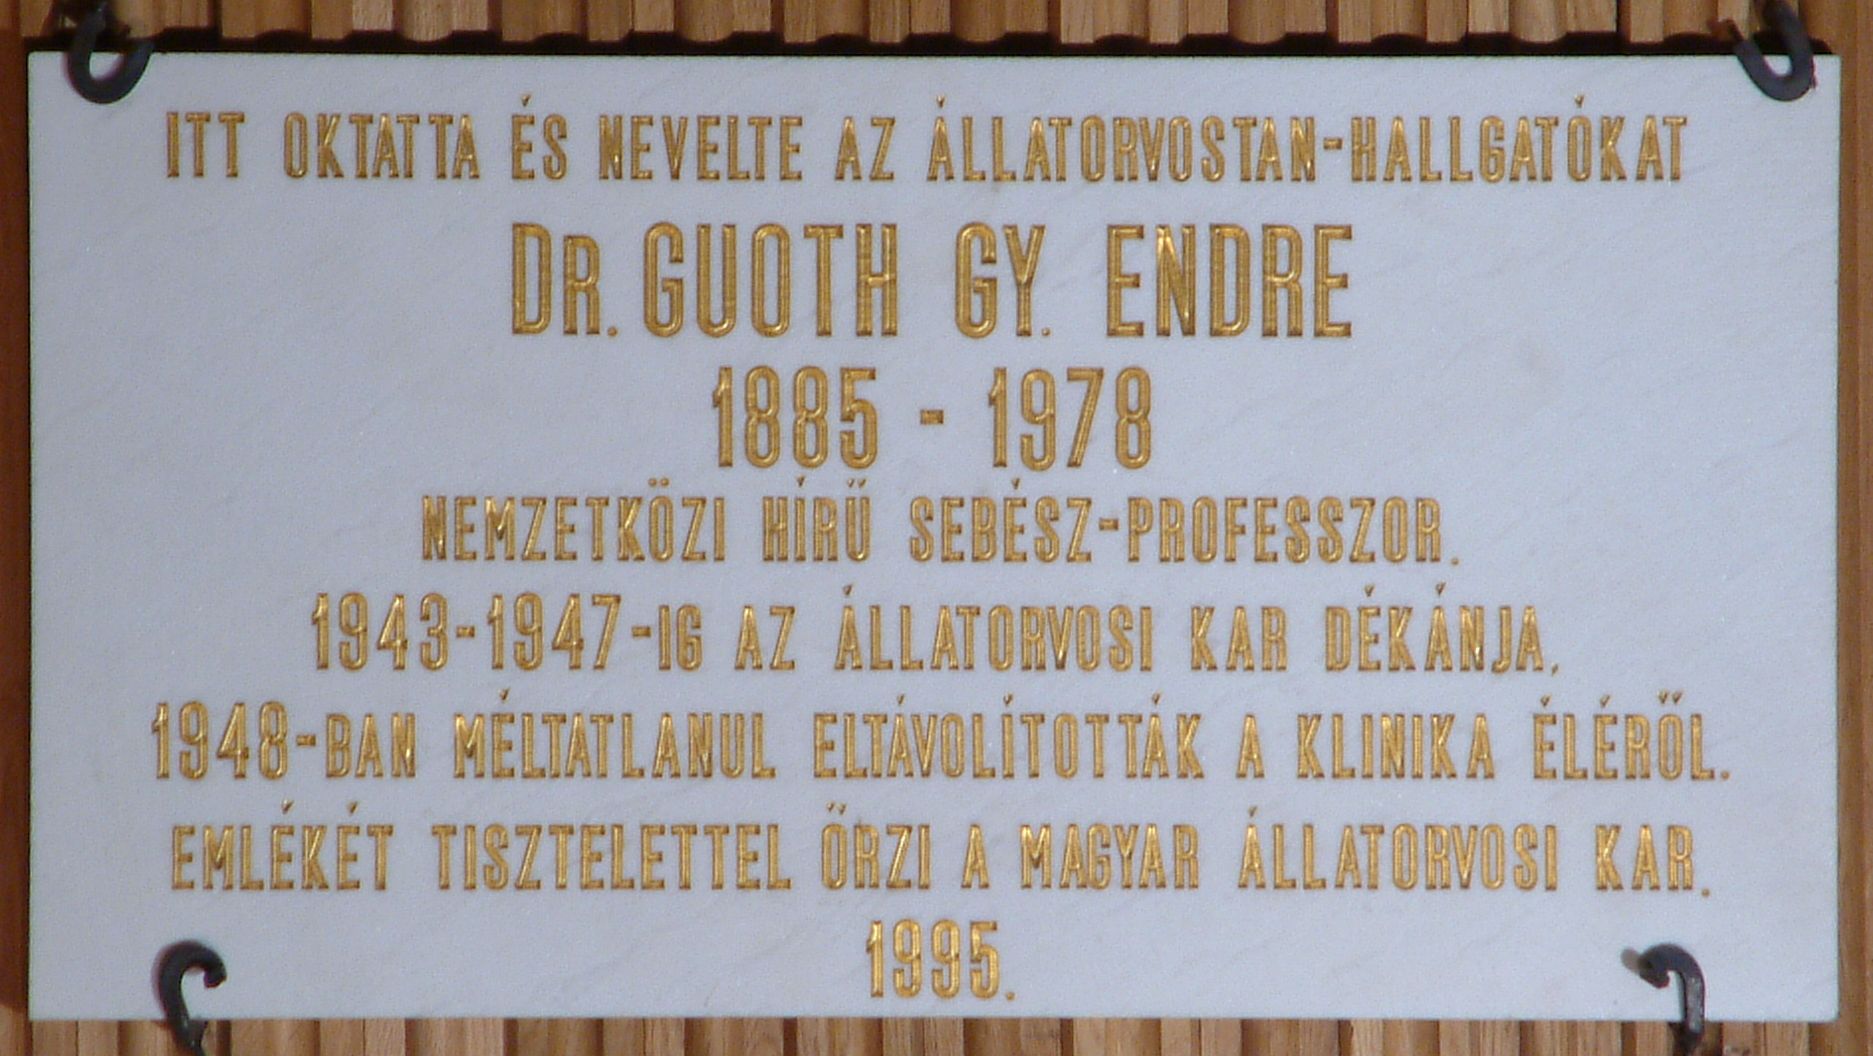 ITT OKTATTA ÉS NEVELTE AZ ÁLLATORVOSTAN-HALLGATÓKAT
DR. GUOTH GY. ENDRE
1885 - 1978
NEMZETKÖZI HÍRŰ SEBÉSZ-PROFESSZOR.
1943-1947-IG AZ ÁLLATORVOSI KAR DÉKÁNJA,
1948-BAN MÉLTATLANUL ELTÁVOLÍTOTTÁK A KLINIKA ÉLÉRŐL.
EMLÉKÉT TISZTELETTEL ŐRZI A MAGYAR ÁLLATORVOSI KAR.
1995.